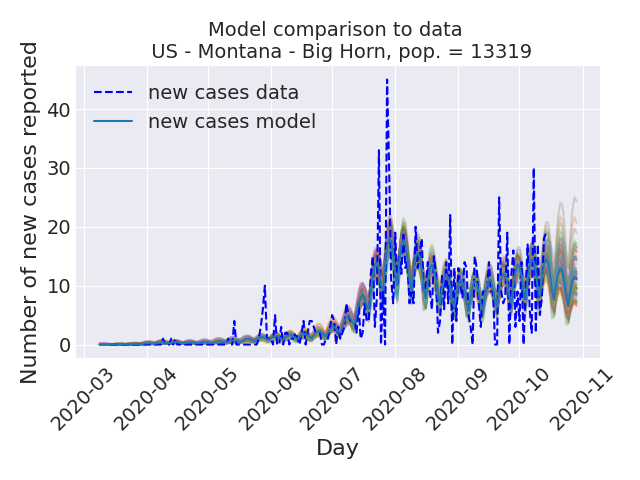 Model comparison to data
US - Montana - Big Horn, pop. = 13319
Number of new cases reported
new cases data
new cases model
40
30
20
10
0
2020-03
2020-04
2020-05
2020-06
2020-07
2020-08
2020-09
2020-10
2020-11
Day